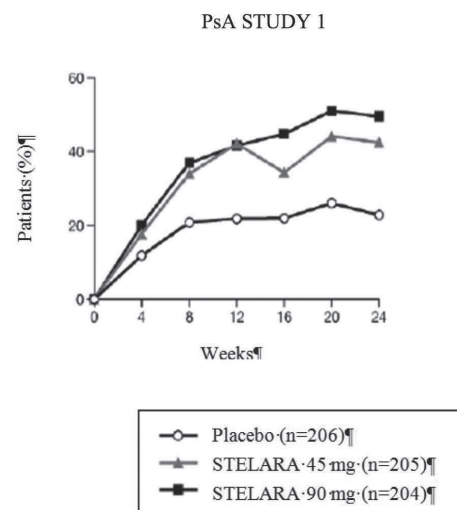 PsA STUDY 1
60
40
20
0
Patients·(%)¶
0 4 8 12 16 20 24
Weeks¶
Placebo·(n=206)¶
STELARA·45·mg·(n=205)¶
STELARA·90·mg·(n=204)¶